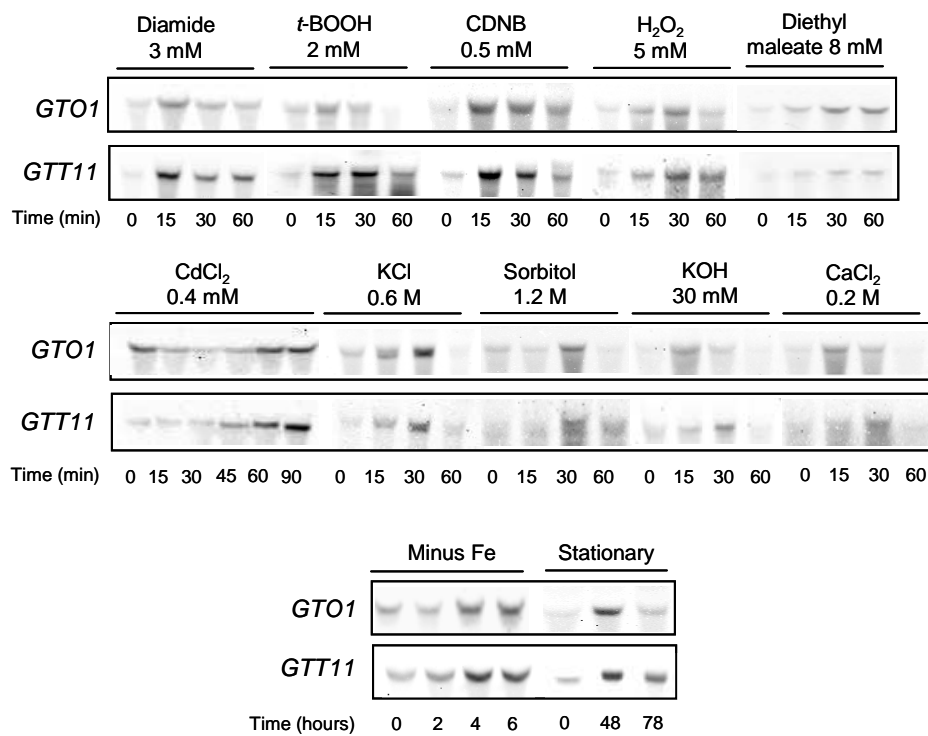 Diamide t-BOOH CDNB H₂O₂ Diethyl
3 mM 2 mM 0.5 mM 5 mM maleate 8 mM
GTO1
GTT11
Time (min) 0 15 30 60 0 15 30 60 0 15 30 60 0 15 30 60 0 15 30 60
CdCl₂ KCl Sorbitol KOH CaCl₂
0.4 mM 0.6 M 1.2 M 30 mM 0.2 M
GTO1
GTT11
Time (min) 0 15 30 45 60 90 0 15 30 60 0 15 30 60 0 15 30 60 0 15 30 60
Minus Fe Stationary
GTO1
GTT11
Time (hours) 0 2 4 6 0 48 78